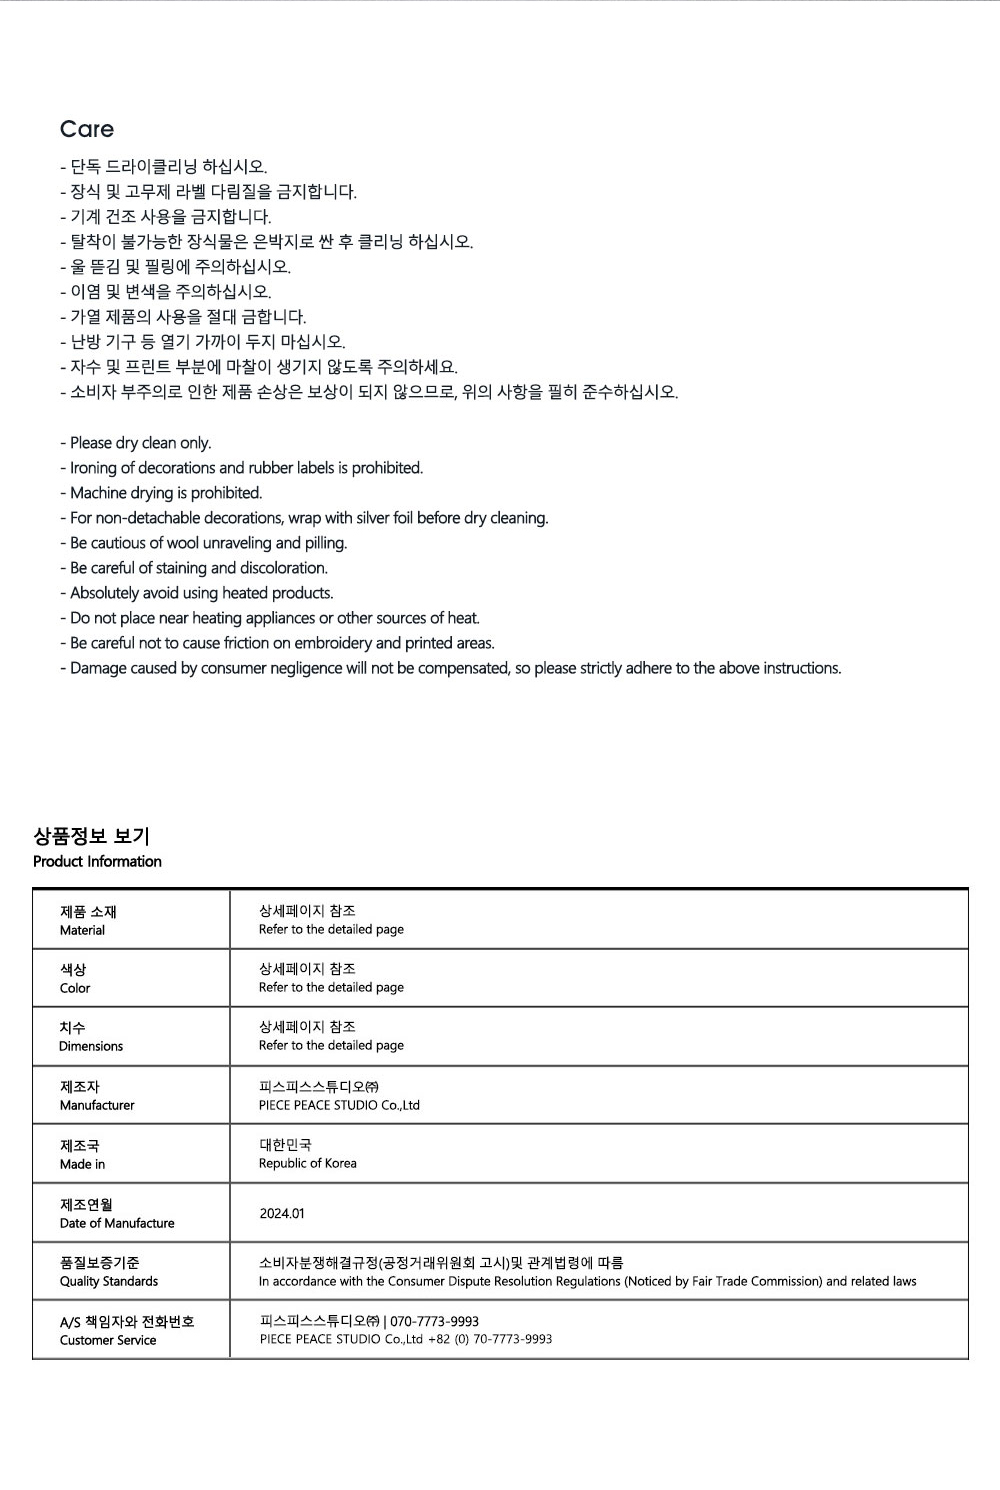 Care
- 단독 드라이클리닝 하십시오.
- 장식 및 고무제 라벨 다림질을 금지합니다.
- 기계 건조 사용을 금지합니다.
- 탈착이 불가능한 장식물은 은박지로 싼 후 클리닝 하십시오.
- 울 뜯김 및 필링에 주의하십시오.
- 이염 및 변색을 주의하십시오.
- 가열 제품의 사용을 절대 금합니다.
- 난방 기구 등 열기 가까이 두지 마십시오.
- 자수 및 프린트 부분에 마찰이 생기지 않도록 주의하세요.
- 소비자 부주의로 인한 제품 손상은 보상이 되지 않으므로, 위의 사항을 필히 준수하십시오.
- Please dry clean only.
- Ironing of decorations and rubber labels is prohibited.
- Machine drying is prohibited.
- For non-detachable decorations, wrap with silver foil before dry cleaning.
- Be cautious of wool unraveling and pilling.
- Be careful of staining and discoloration.
- Absolutely avoid using heated products.
- Do not place near heating appliances or other sources of heat.
- Be careful not to cause friction on embroidery and printed areas.
- Damage caused by consumer negligence will not be compensated, so please strictly adhere to the above instructions.
상품정보 보기
Product Information
제품 소재
Material
상세페이지 참조
Refer to the detailed page
색상
Color
상세페이지 참조
Refer to the detailed page
치수
Dimensions
상세페이지 참조
Refer to the detailed page
제조자
Manufacturer
피스피스스튜디오㈜
PIECE PEACE STUDIO Co.,Ltd
제조국
Made in
대한민국
Republic of Korea
제조연월
Date of Manufacture
2024.01
품질보증기준
Quality Standards
소비자분쟁해결규정(공정거래위원회 고시)및 관계법령에 따름
In accordance with the Consumer Dispute Resolution Regulations (Noticed by Fair Trade Commission) and related laws
A/S 책임자와 전화번호
Customer Service
피스피스스튜디오㈜ | 070-7773-9993
PIECE PEACE STUDIO Co.,Ltd +82 (0) 70-7773-9993